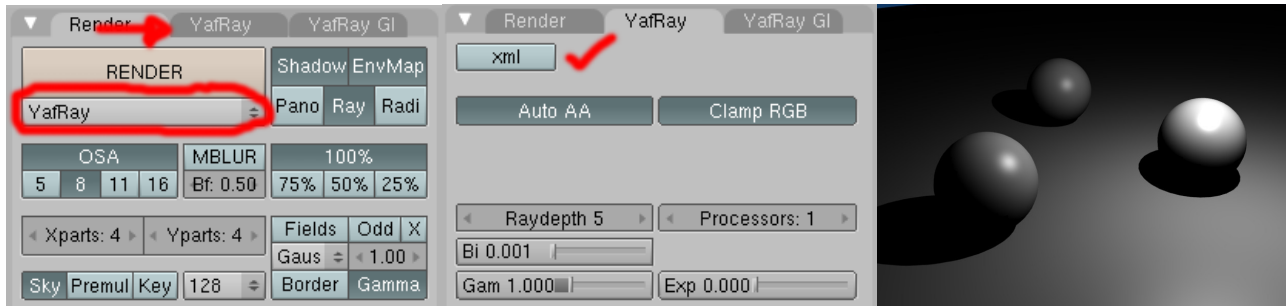 Render YafRay YafRay GI
RENDER
Shadow EnvMap
YafRay
Pano Ray Radi
OSA MBLUR 100%
5 8 11 16 Bf: 0.50 75% 50% 25%
Xparts: 4 Yparts: 4
Fields Odd X
Gaus 1.00
Sky Premul Key 128 Border Gamma
Render YafRay YafRay GI
xml
Auto AA Clamp RGB
Raydepth 5 Processors: 1
Bi 0.001
Gam 1.000 Exp 0.000